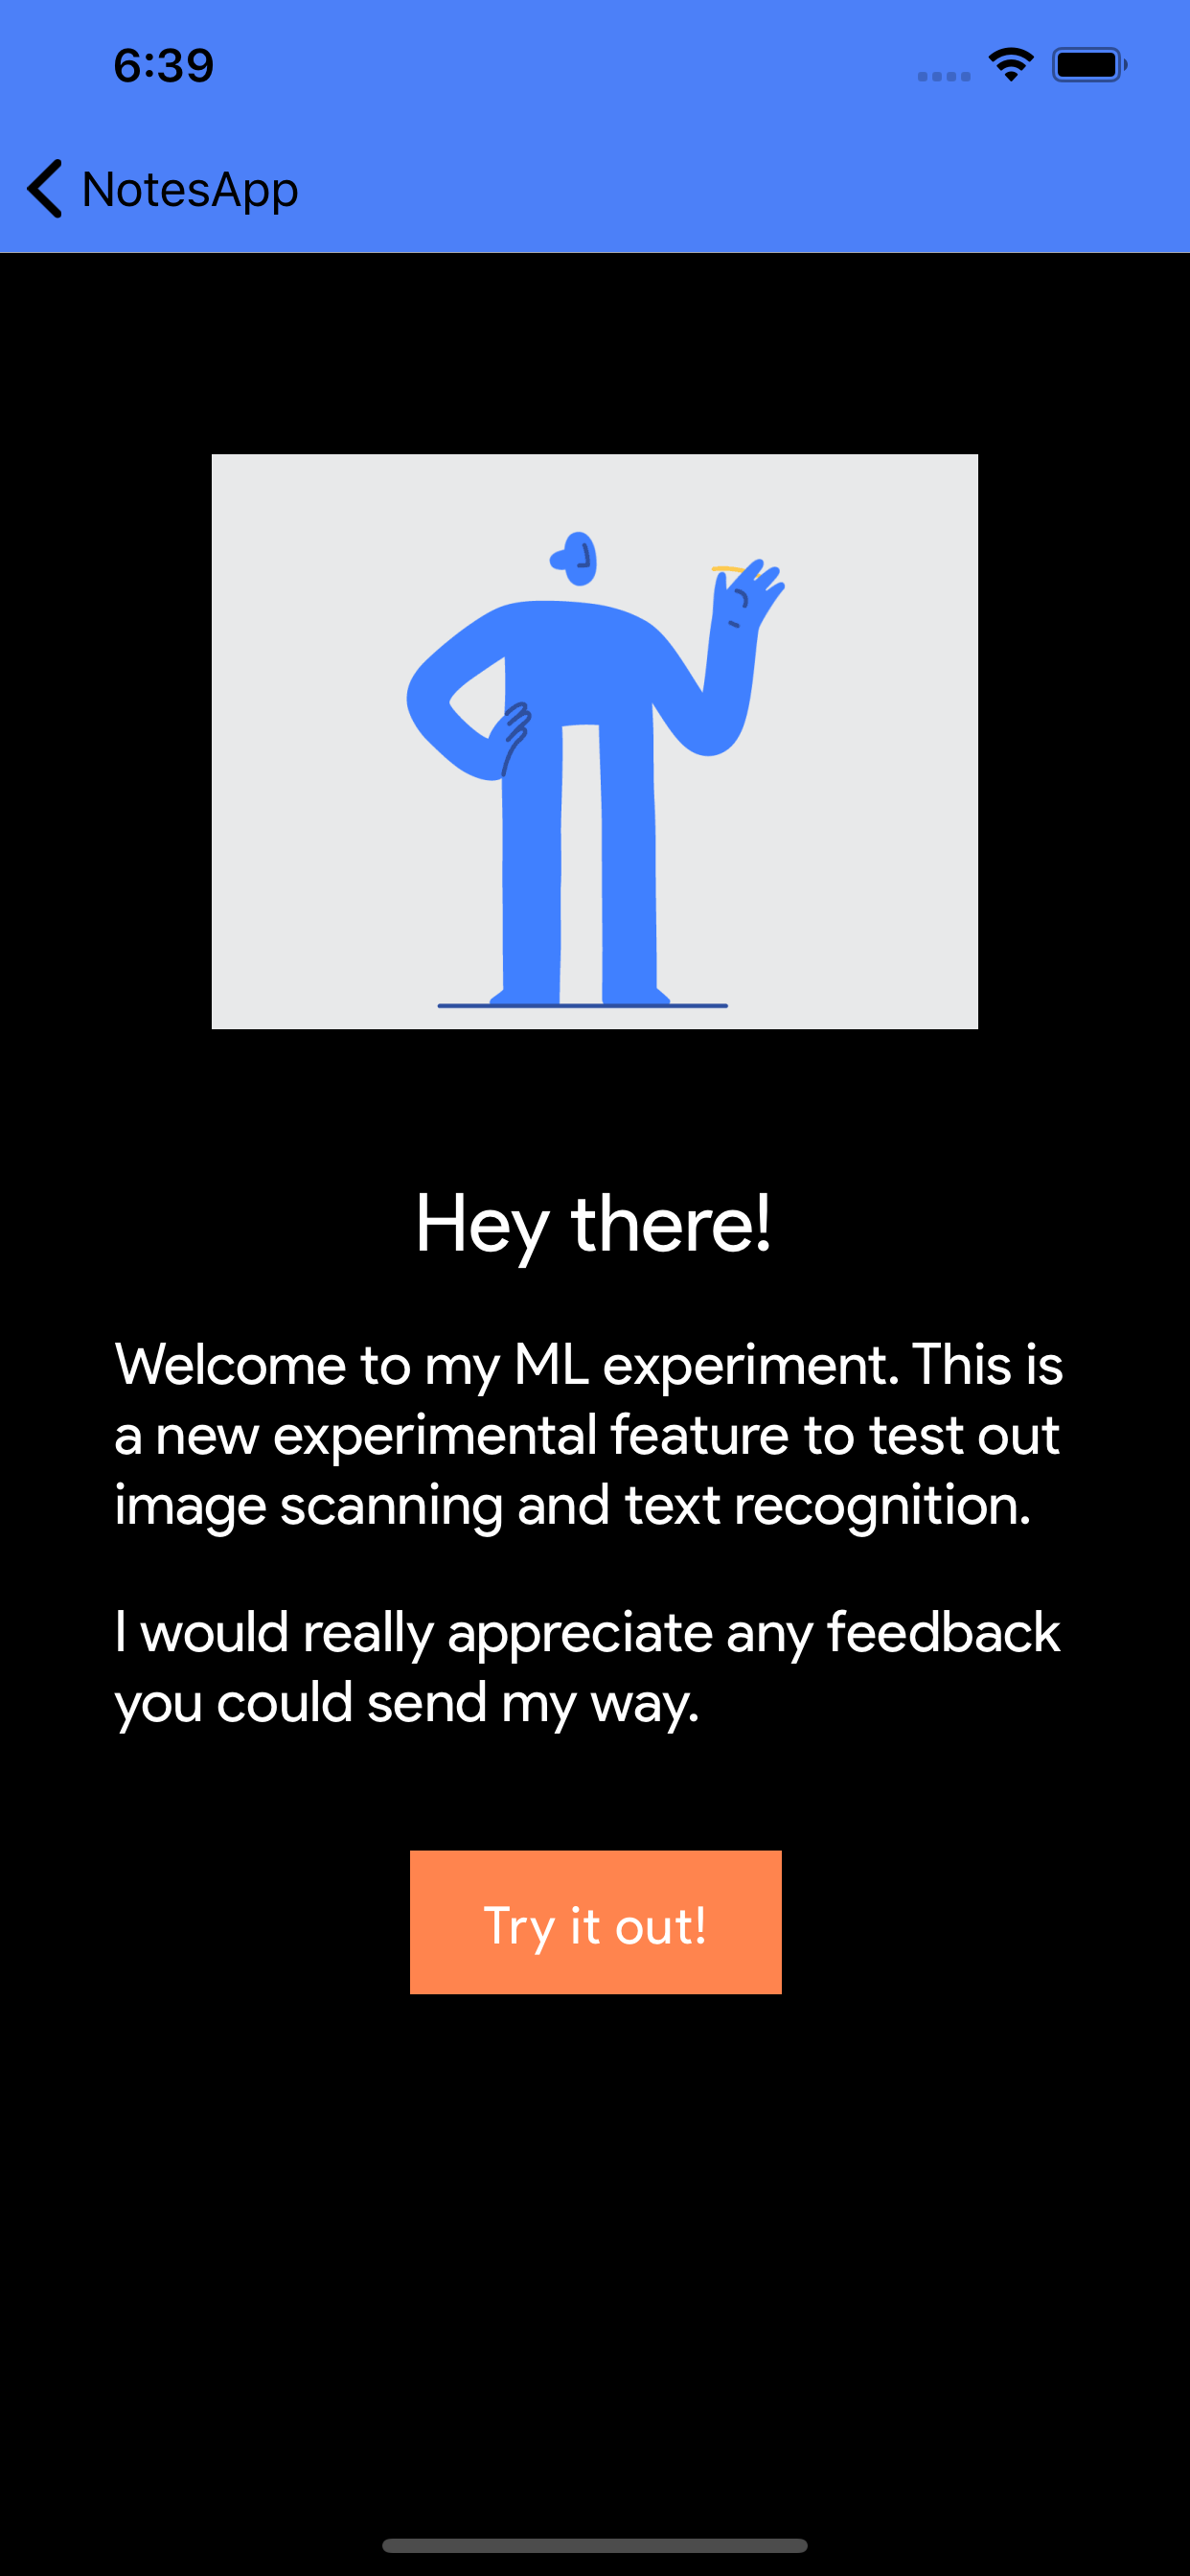 6:39
NotesApp
Hey there!
Welcome to my ML experiment. This is
a new experimental feature to test out
image scanning and text recognition.
I would really appreciate any feedback
you could send my way.
Try it out!